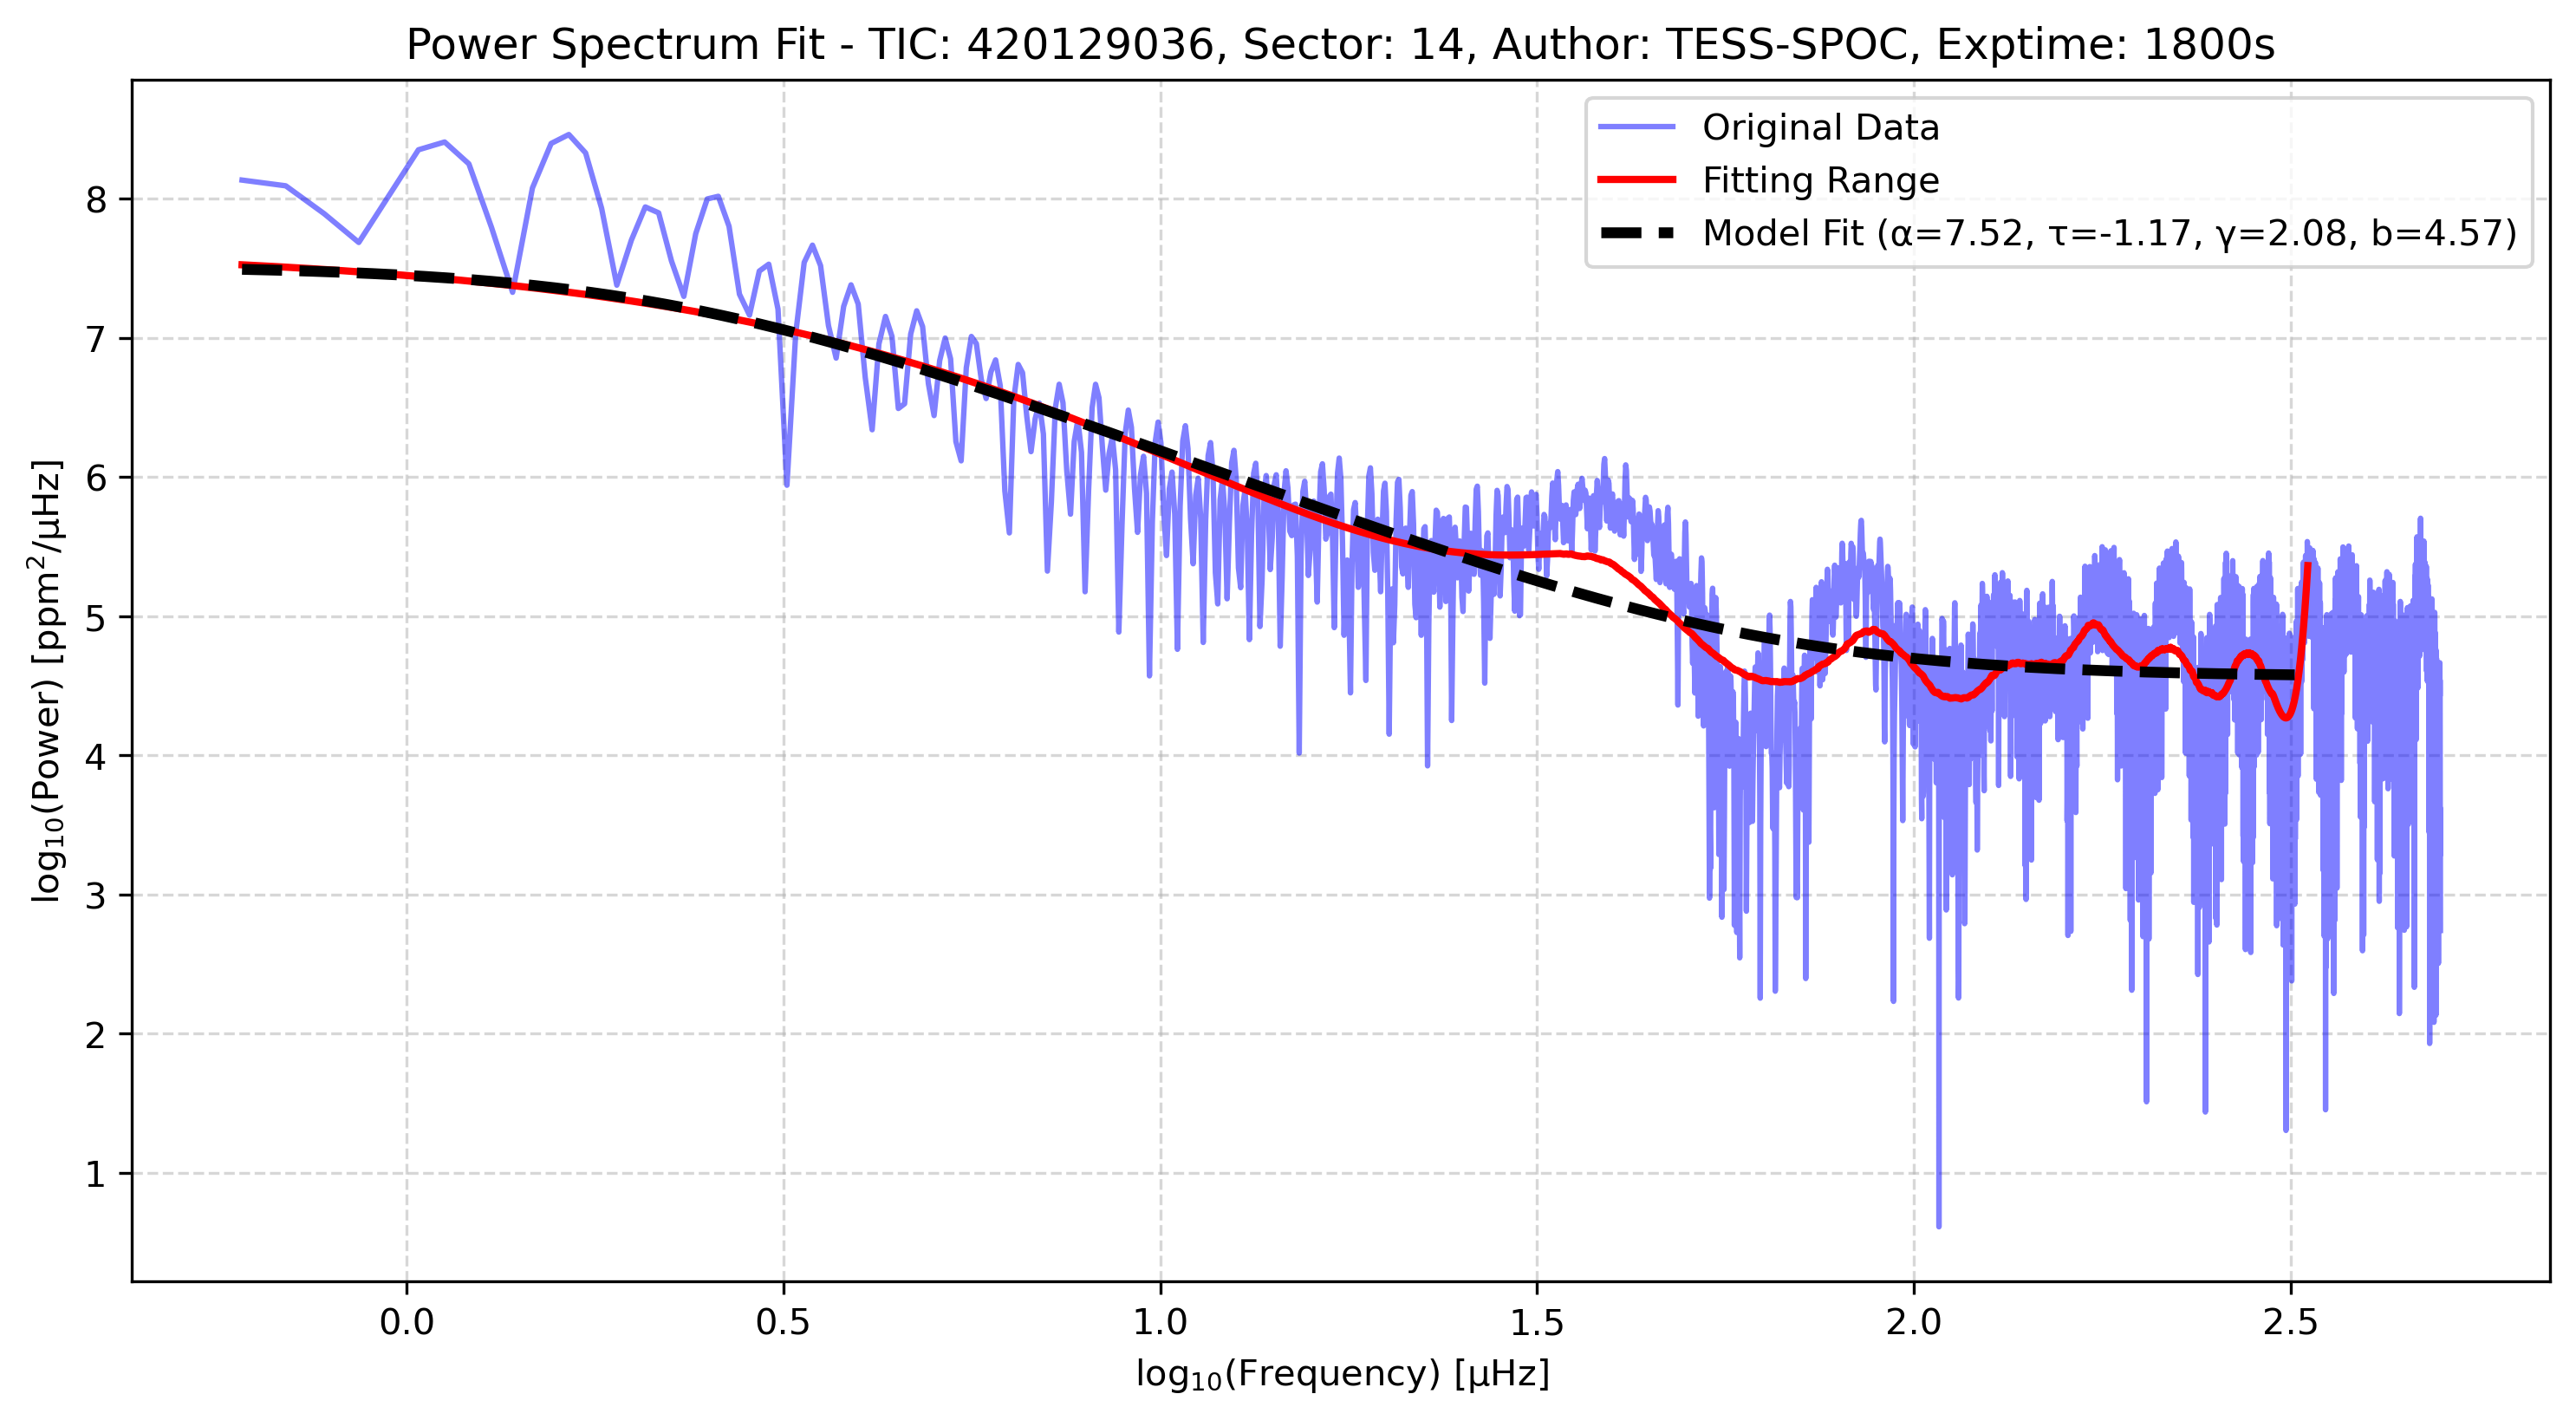 Power Spectrum Fit - TIC: 420129036, Sector: 14, Author: TESS-SPOC, Exptime: 1800s
Original Data
Fitting Range
Model Fit (α=7.52, τ=-1.17, γ=2.08, b=4.57)
log₁₀(Power) [ppm²/μHz]
8
7
6
5
4
3
2
1
0.0 0.5 1.0 1.5 2.0 2.5
log₁₀(Frequency) [μHz]